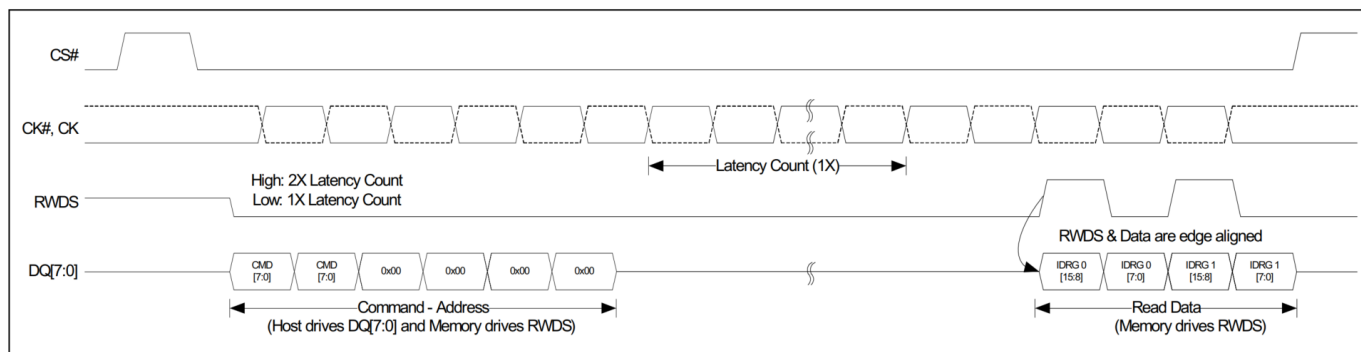 CS#
CK#, CK
Latency Count (1X)
High: 2X Latency Count
Low: 1X Latency Count
RWDS
RWDS & Data are edge aligned
DQ[7:0]
CMD
[7:0]
CMD
[7:0]
0x00
0x00
0x00
0x00
IDRG 0
[15:8]
IDRG 0
[7:0]
IDRG 1
[15:8]
IDRG 1
[7:0]
Command - Address
(Host drives DQ[7:0] and Memory drives RWDS)
Read Data
(Memory drives RWDS)